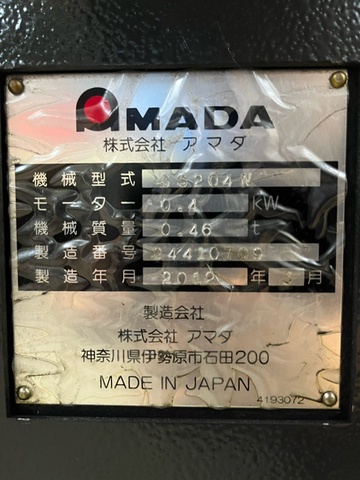 AMADA
株式会社 アマダ
機械型式
モーター 0.4 kW
機械質量 0.46 t
製造番号
製造年月 年 月
製造会社
株式会社 アマダ
神奈川県伊勢原市石田200
MADE IN JAPAN
4193072